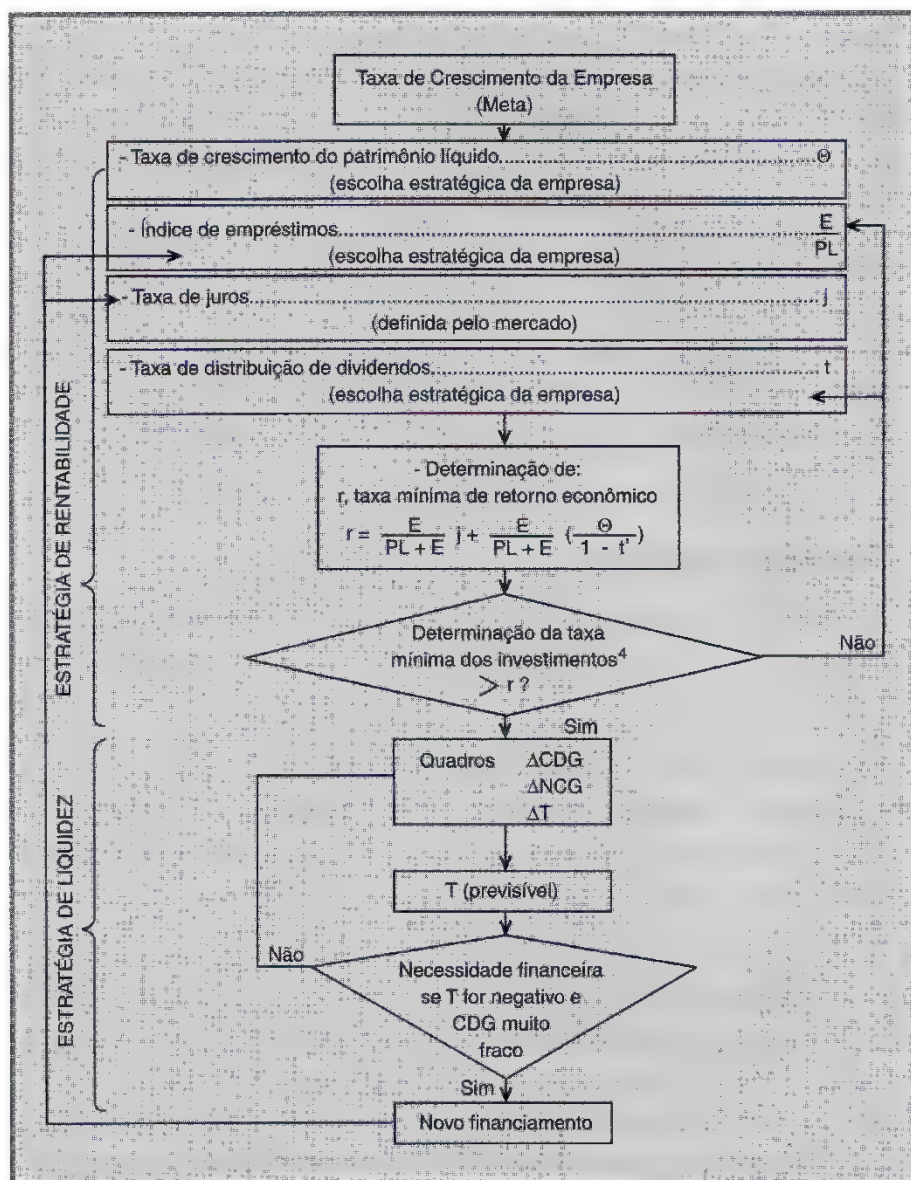 Taxa de Crescimento da Empresa
(Meta)
- Taxa de crescimento do patrimônio líquido..........Θ
(escolha estratégica da empresa)
- Índice de empréstimos..........E
PL
(escolha estratégica da empresa)
- Taxa de juros..........j
(definida pelo mercado)
- Taxa de distribuição de dividendos..........t
(escolha estratégica da empresa)
ESTRATÉGIA DE RENTABILIDADE
- Determinação de:
r, taxa mínima de retorno econômico
r = E/(PL + E) j + E/(PL + E) (Θ/(1 - t'))
Determinação da taxa
mínima dos investimentos⁴
> r ?
Não
Sim
ESTRATÉGIA DE LIQUIDEZ
Quadros ΔCDG
ΔNCG
ΔT
T (previsível)
Não
Necessidade financeira
se T for negativo e
CDG muito
fraco
Sim
Novo financiamento